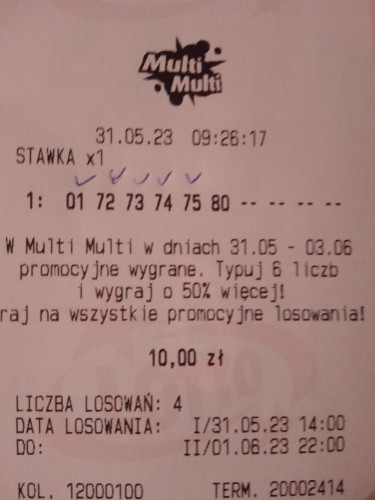 Multi
Multi
31.05.23 09:26:17
STAWKA x1
1: 01 72 73 74 75 80 -- -- -- --
W Multi Multi w dniach 31.05 - 03.06
promocyjne wygrane. Typuj 6 liczb
i wygraj o 50% więcej!
raj na wszystkie promocyjne losowania!
10,00 zł
LICZBA LOSOWAŃ: 4
DATA LOSOWANIA: I/31.05.23 14:00
DO: II/01.06.23 22:00
KOL. 12000100 TERM. 20002414